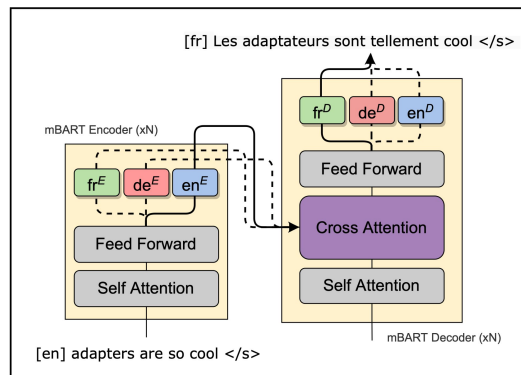 [fr] Les adaptateurs sont tellement cool </s>
mBART Encoder (xN)
fr^E de^E en^E
Feed Forward
Self Attention
[en] adapters are so cool </s>
fr^D de^D en^D
Feed Forward
Cross Attention
Self Attention
mBART Decoder (xN)